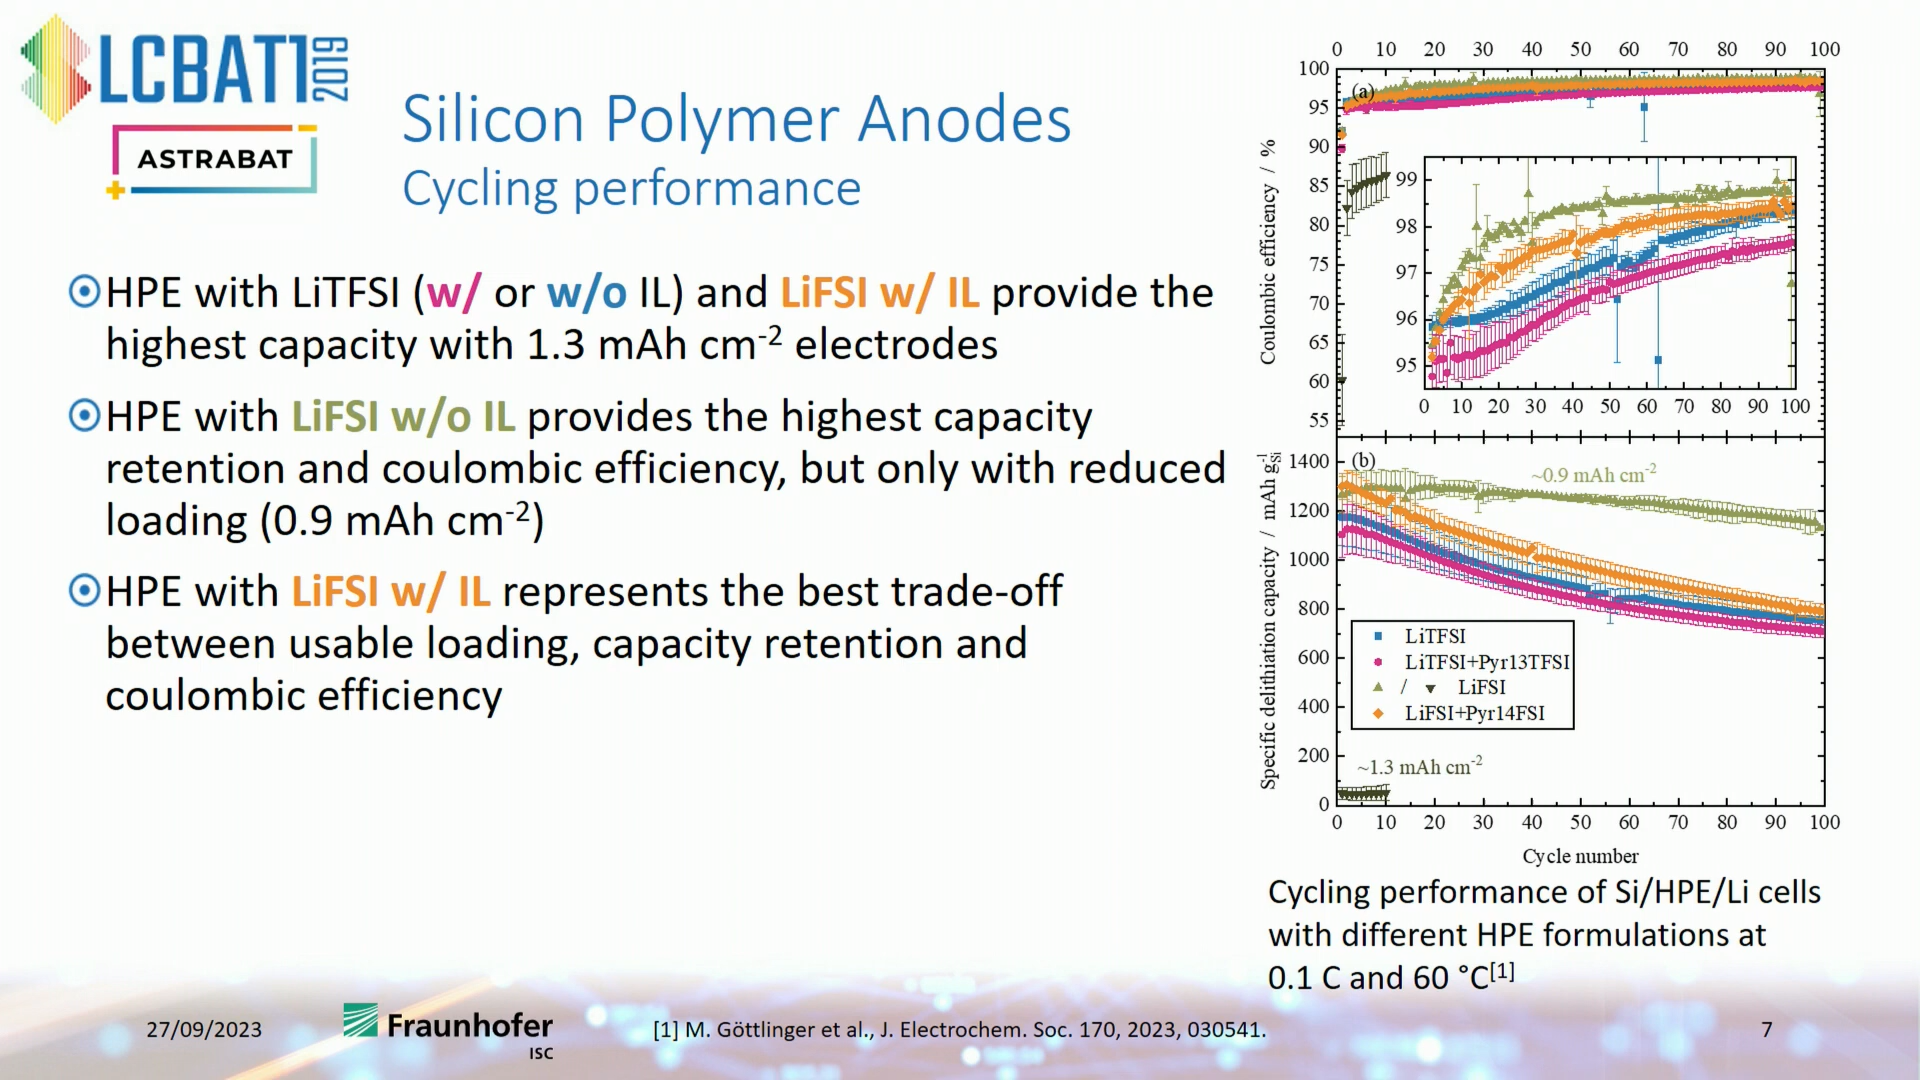 LCBAT1 2019
ASTRABAT
Silicon Polymer Anodes
Cycling performance
HPE with LiTFSI (w/ or w/o IL) and LiFSI w/ IL provide the
highest capacity with 1.3 mAh cm⁻² electrodes
HPE with LiFSI w/o IL provides the highest capacity
retention and coulombic efficiency, but only with reduced
loading (0.9 mAh cm⁻²)
HPE with LiFSI w/ IL represents the best trade-off
between usable loading, capacity retention and
coulombic efficiency
0 10 20 30 40 50 60 70 80 90 100
(a)
Coulombic efficiency / %
100
95
90
85
80
75
70
65
60
55
99
98
97
96
95
0 10 20 30 40 50 60 70 80 90 100
(b)
~0.9 mAh cm⁻²
Specific delithiation capacity / mAh g⁻¹Si
1400
1200
1000
800
600
400
200
0
LiTFSI
LiTFSI+Pyr13TFSI
/ LiFSI
LiFSI+Pyr14FSI
~1.3 mAh cm⁻²
0 10 20 30 40 50 60 70 80 90 100
Cycle number
Cycling performance of Si/HPE/Li cells
with different HPE formulations at
0.1 C and 60 °C[1]
27/09/2023
Fraunhofer
ISC
[1] M. Göttlinger et al., J. Electrochem. Soc. 170, 2023, 030541.
7